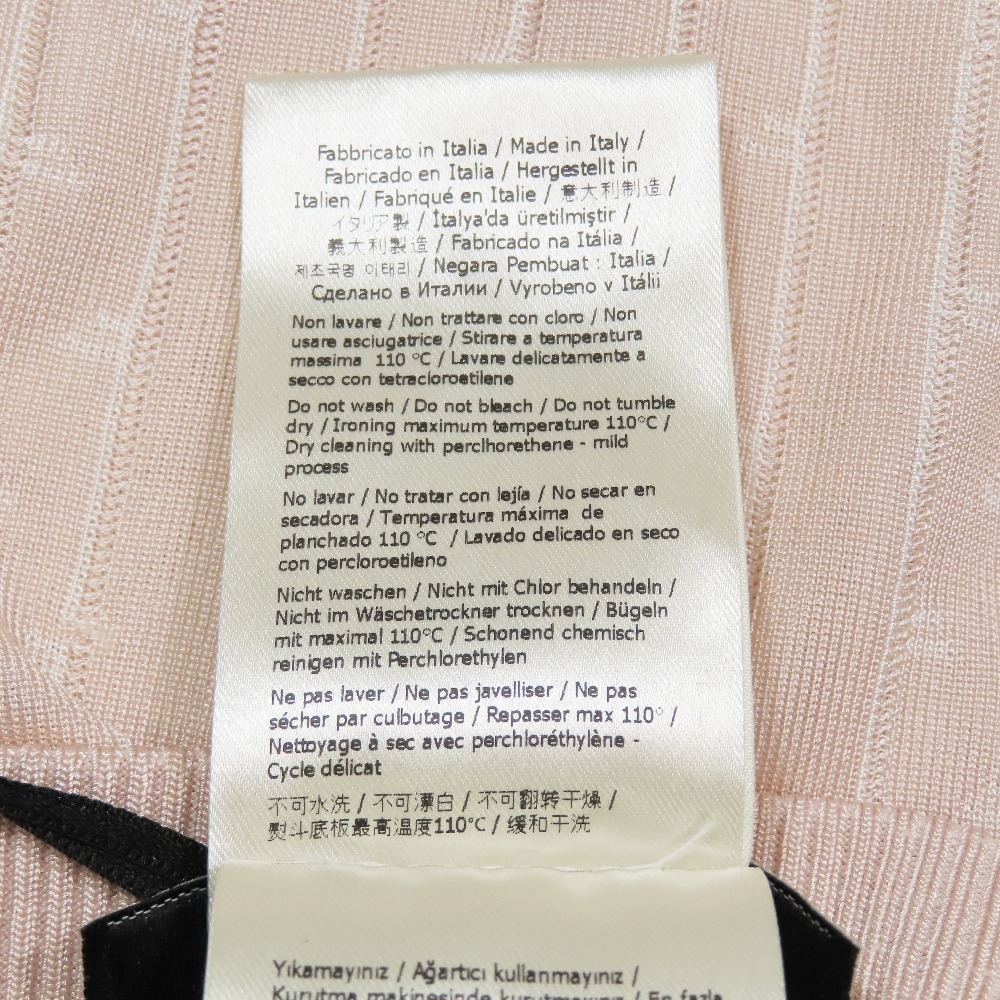 Fabbricato in Italia / Made in Italy /
Fabricado en Italia / Hergestellt in
Italien / Fabriqué en Italie / 意大利制造 /
イタリア製 / İtalya'da üretilmiştir /
義大利製造 / Fabricado na Itália /
제조국명 이태리 / Negara Pembuat : Italia /
Сделано в Италии / Vyrobeno v Itálii
Non lavare / Non trattare con cloro / Non
usare asciugatrice / Stirare a temperatura
massima 110 °C / Lavare delicatamente a
secco con tetracloroetilene
Do not wash / Do not bleach / Do not tumble
dry / Ironing maximum temperature 110°C /
Dry cleaning with perclhorethene - mild
process
No lavar / No tratar con lejía / No secar en
secadora / Temperatura máxima de
planchado 110 °C / Lavado delicado en seco
con percloroetileno
Nicht waschen / Nicht mit Chlor behandeln /
Nicht im Wäschetrockner trocknen / Bügeln
mit maximal 110°C / Schonend chemisch
reinigen mit Perchlorethylen
Ne pas laver / Ne pas javelliser / Ne pas
sécher par culbutage / Repasser max 110° /
Nettoyage à sec avec perchloréthylène -
Cycle délicat
不可水洗 / 不可漂白 / 不可翻转干燥 /
熨斗底板最高温度110°C / 缓和干洗
Yıkamayınız / Ağartıcı kullanmayınız /
Kurutma makinesinde kurutmayınız / En fazla